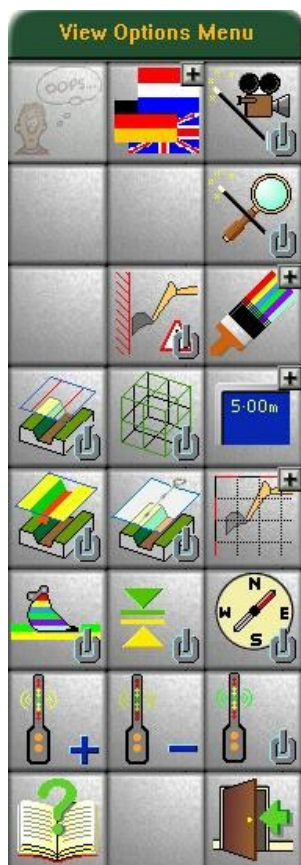 View Options Menu
OOPS...
5·00m
N
W E
S